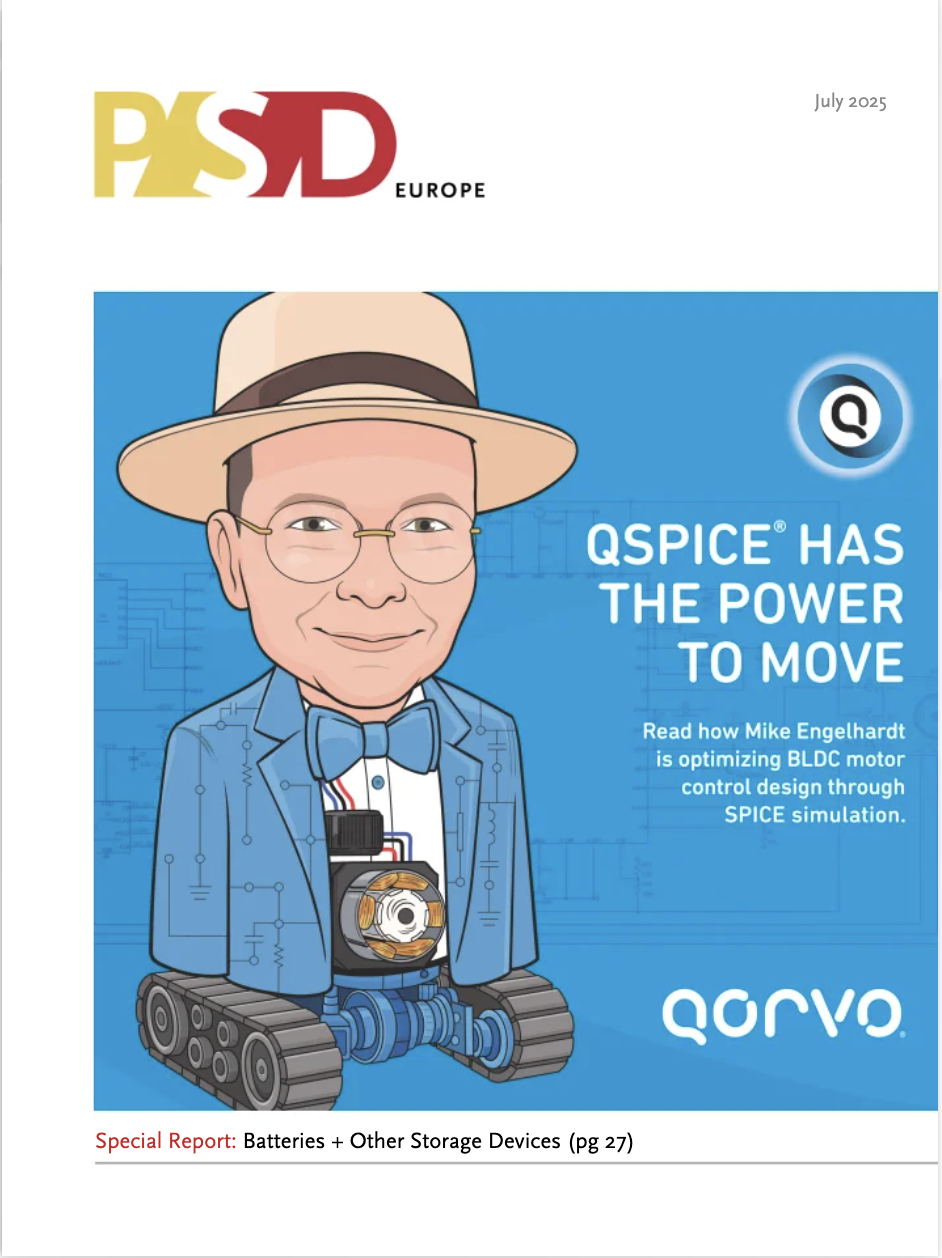 July 2025
PSD
EUROPE
Q
QSPICE® HAS
THE POWER
TO MOVE
Read how Mike Engelhardt
is optimizing BLDC motor
control design through
SPICE simulation.
QORVO®
Special Report: Batteries + Other Storage Devices (pg 27)